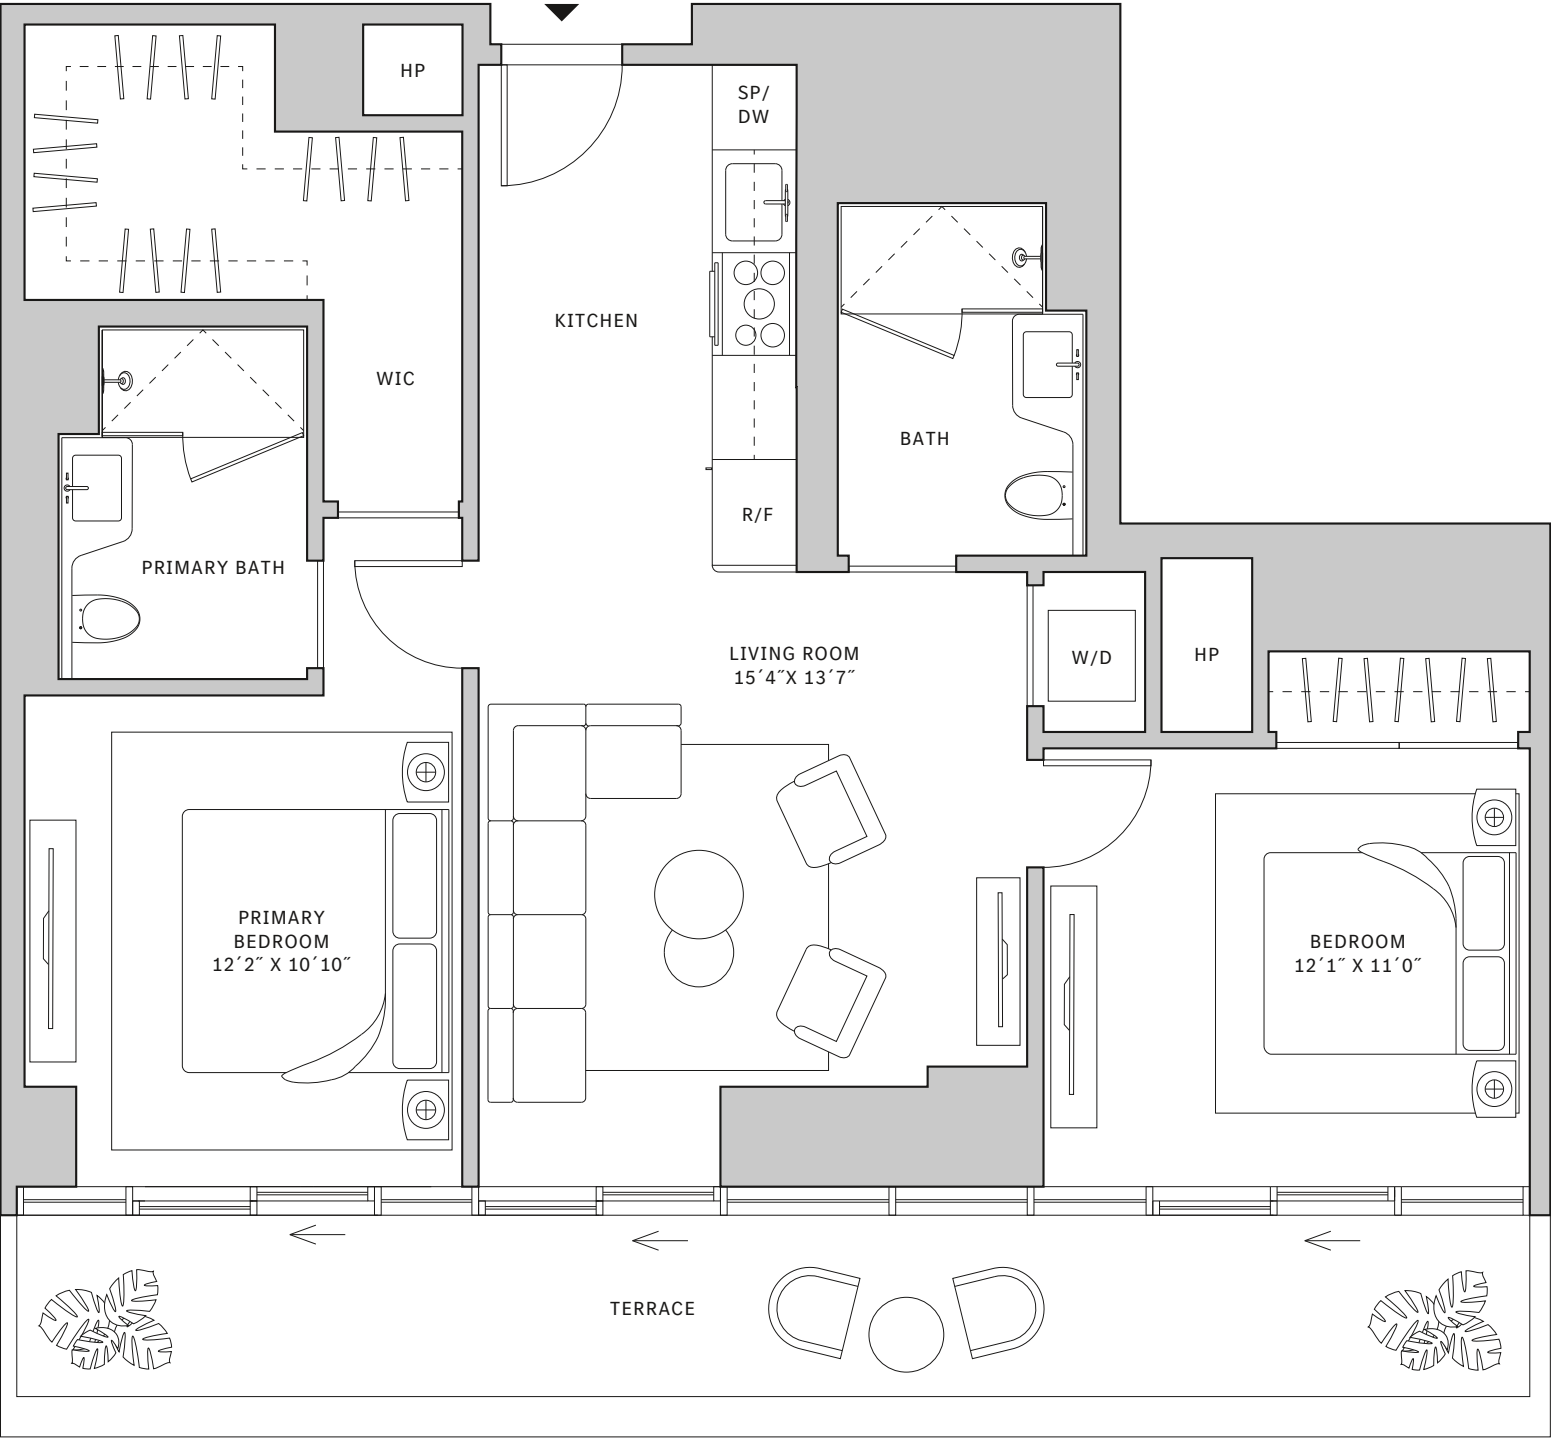 HP
SP/
DW
KITCHEN
WIC
BATH
R/F
PRIMARY BATH
LIVING ROOM
15´4˝X 13´7˝
W/D
HP
PRIMARY
BEDROOM
12´2˝ X 10´10˝
BEDROOM
12´1˝ X 11´0˝
TERRACE